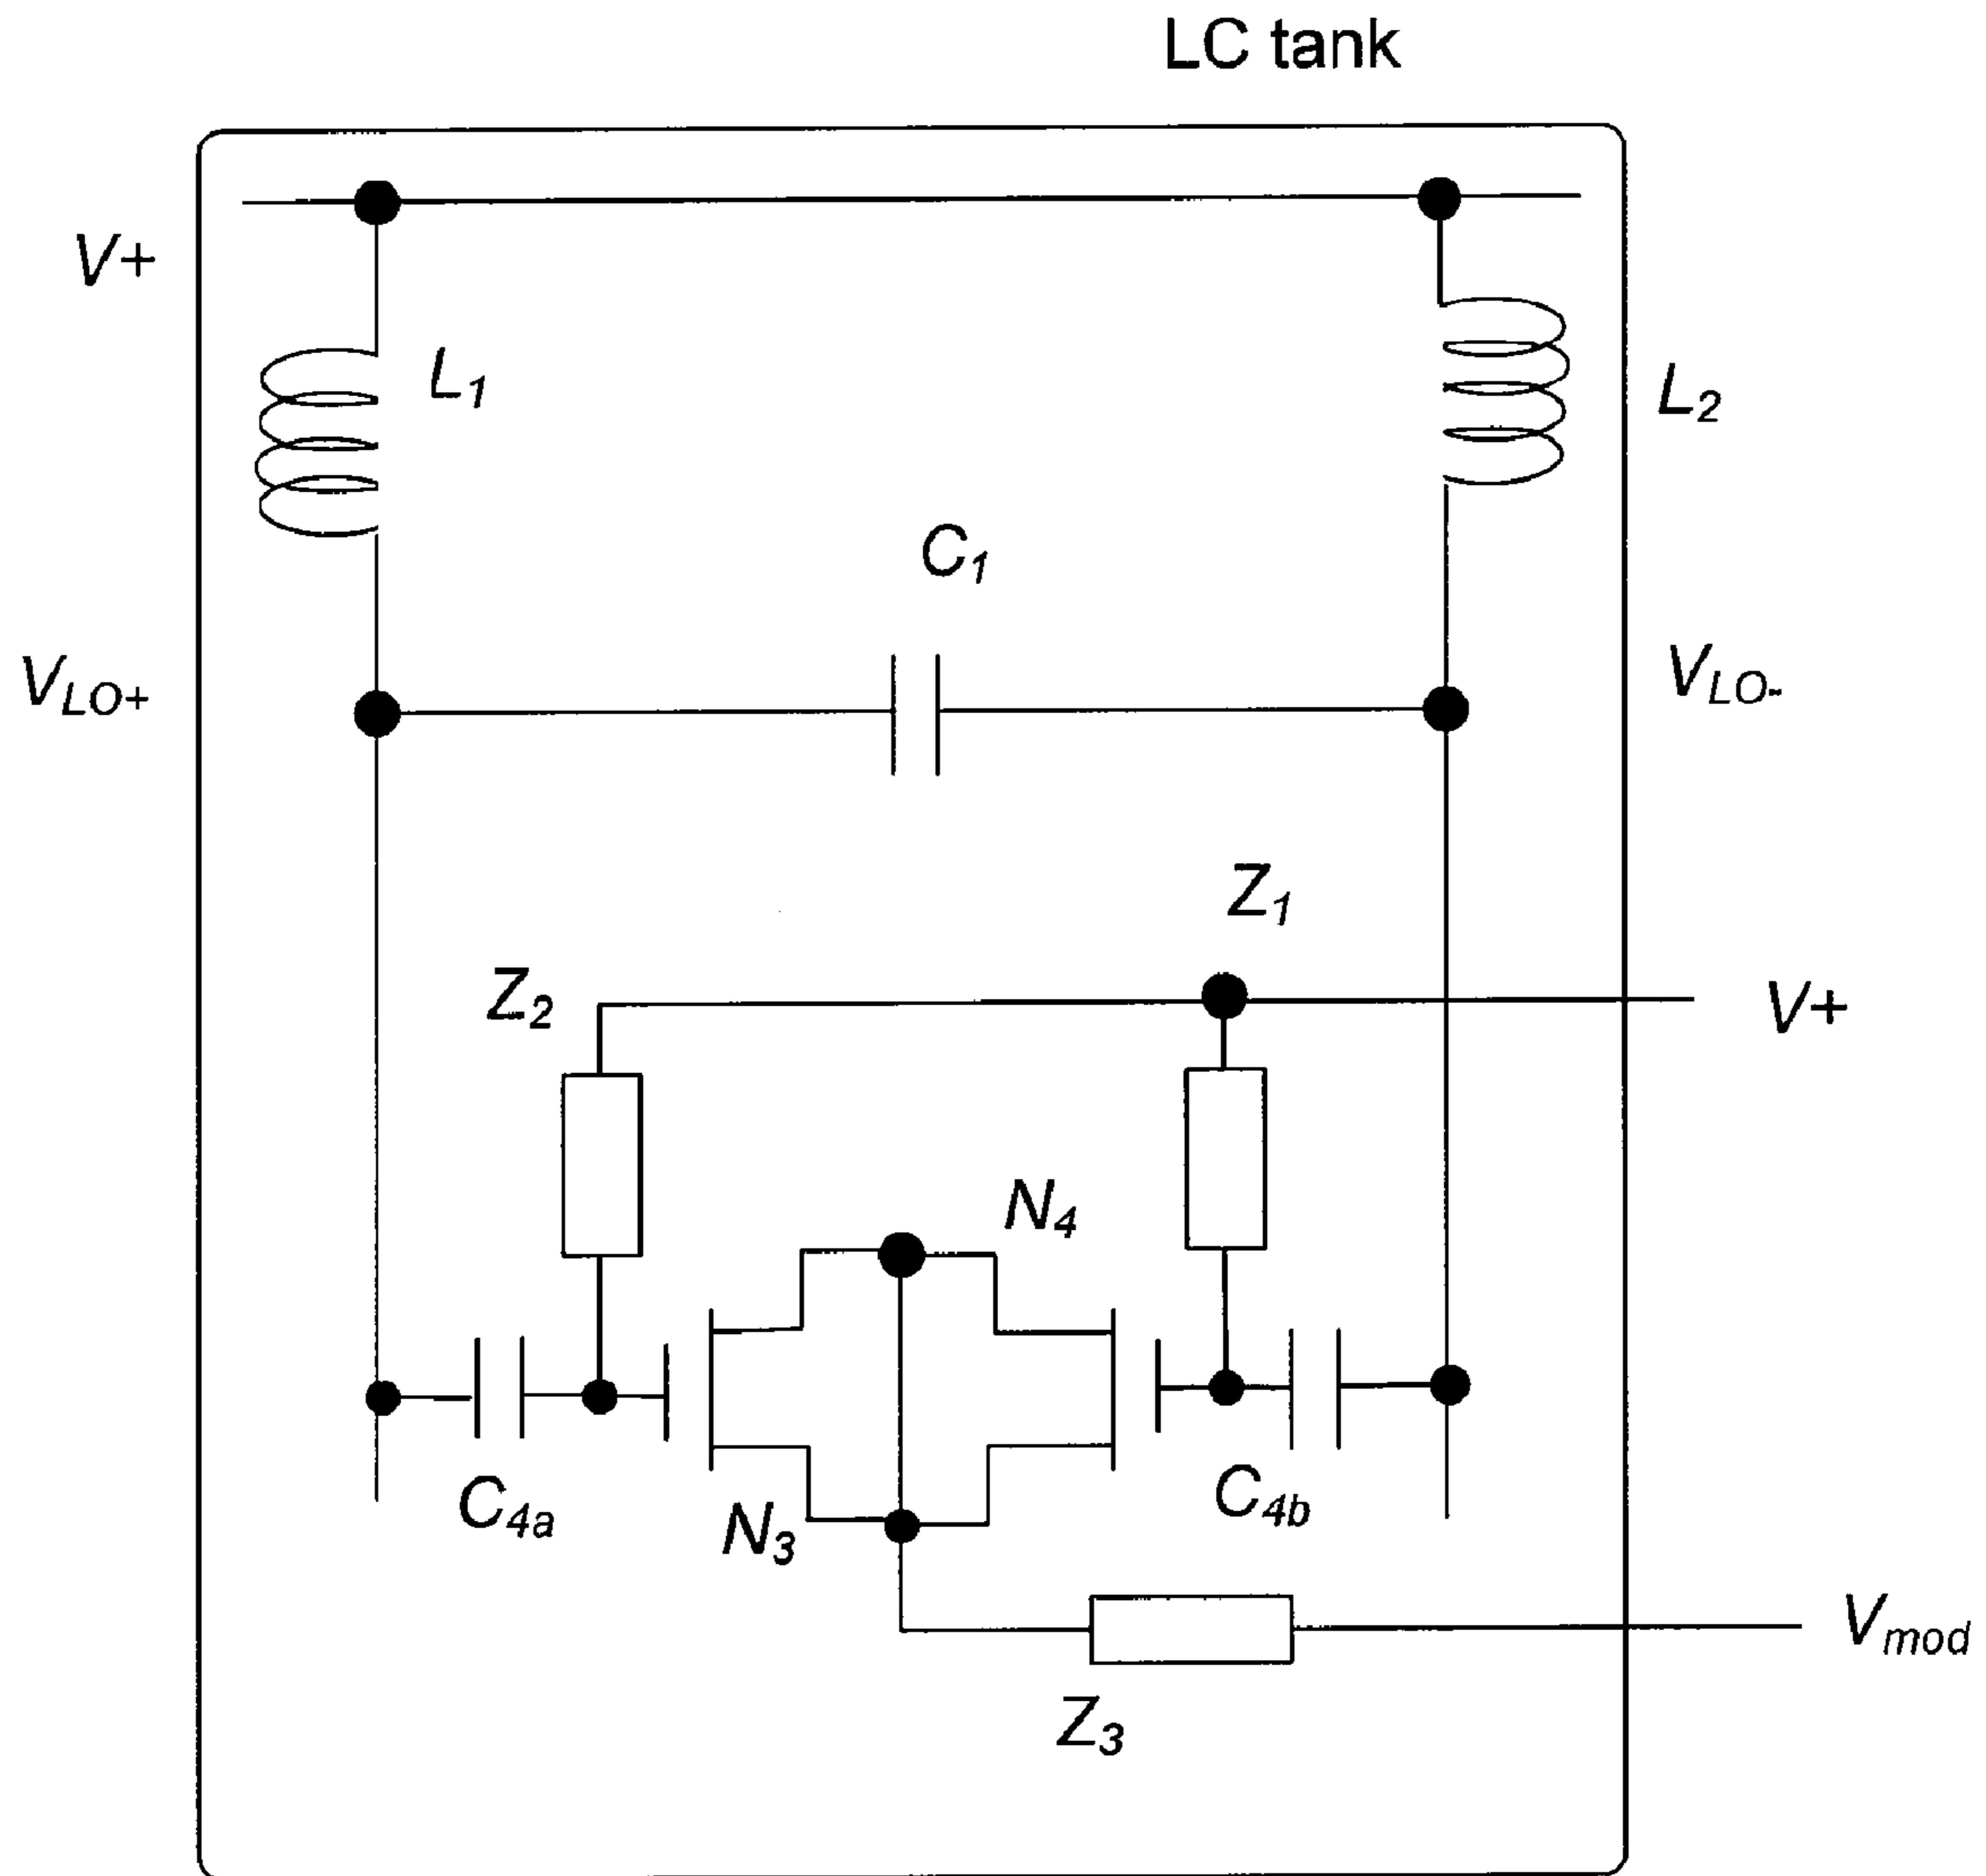 LC tank
V+
L1
L2
C1
VLO+
VLO-
Z1
Z2
V+
N4
C4a
N3
C4b
Vmod
Z3